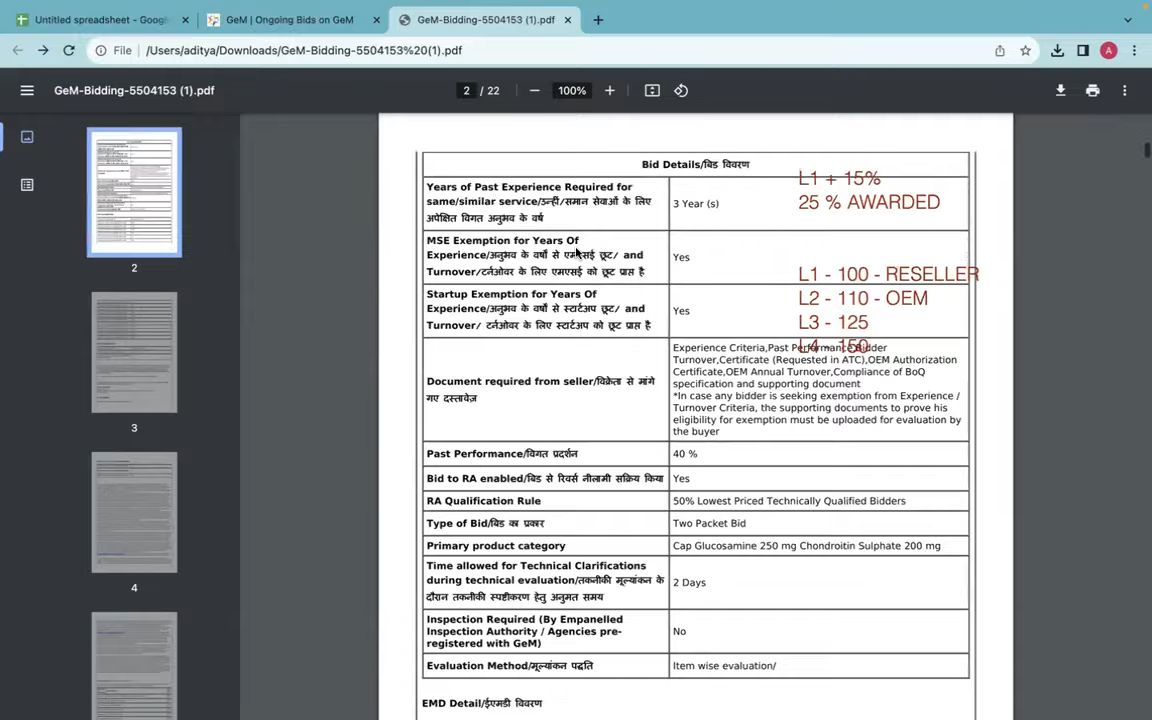 Untitled spreadsheet - Goog
GeM | Ongoing Bids on GeM
GeM-Bidding-5504153 (1).pdf
File
/Users/aditya/Downloads/GeM-Bidding-5504153%20(1).pdf
A
GeM-Bidding-5504153 (1).pdf
2 / 22
100%
2
3
4
Bid Details/बिड विवरण
Years of Past Experience Required for
same/similar service/उन्हीं/समान सेवाओं के लिए
अपेक्षित विगत अनुभव के वर्ष
3 Year (s)
L1 + 15%
25 % AWARDED
MSE Exemption for Years Of
Experience/अनुभव के वर्षों से एमएसई छूट/ and
Turnover/टर्नओवर के लिए एमएसई को छूट प्राप्त है
Yes
L1 - 100 - RESELLER
L2 - 110 - OEM
L3 - 125
L4 - 150
Startup Exemption for Years Of
Experience/अनुभव के वर्षों से स्टार्टअप छूट/ and
Turnover/ टर्नओवर के लिए स्टार्टअप को छूट प्राप्त है
Yes
Document required from seller/विक्रेता से मांगे
गए दस्तावेज़
Experience Criteria,Past Performance,Bidder
Turnover,Certificate (Requested in ATC),OEM Authorization
Certificate,OEM Annual Turnover,Compliance of BoQ
specification and supporting document
*In case any bidder is seeking exemption from Experience /
Turnover Criteria, the supporting documents to prove his
eligibility for exemption must be uploaded for evaluation by
the buyer
Past Performance/विगत प्रदर्शन
40 %
Bid to RA enabled/बिड से रिवर्स नीलामी सक्रिय किया
Yes
RA Qualification Rule
50% Lowest Priced Technically Qualified Bidders
Type of Bid/बिड का प्रकार
Two Packet Bid
Primary product category
Cap Glucosamine 250 mg Chondroitin Sulphate 200 mg
Time allowed for Technical Clarifications
during technical evaluation/तकनीकी मूल्यांकन के
दौरान तकनीकी स्पष्टीकरण हेतु अनुमत समय
2 Days
Inspection Required (By Empanelled
Inspection Authority / Agencies pre-
registered with GeM)
No
Evaluation Method/मूल्यांकन पद्धति
Item wise evaluation/
EMD Detail/ईएमडी विवरण